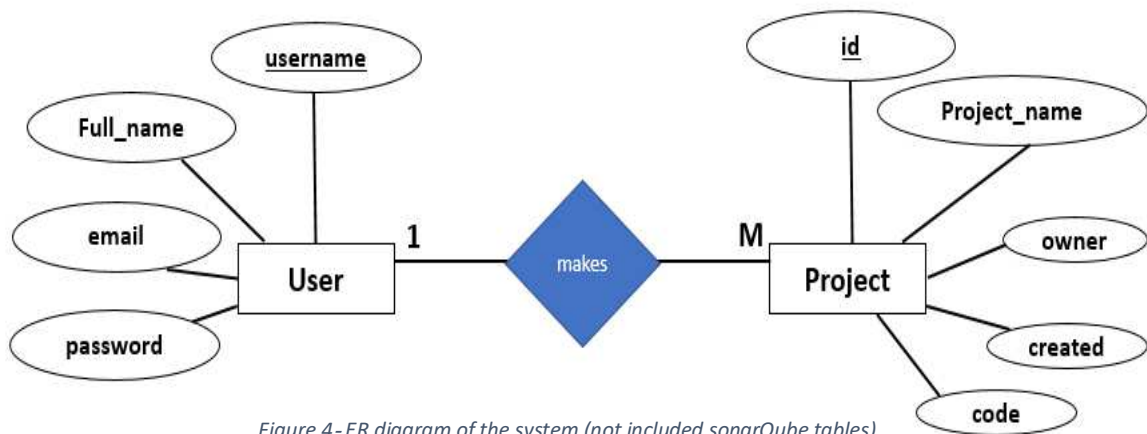 username
id
Full_name
Project_name
email
1
M
owner
User
makes
Project
password
created
code
Figure 4- ER diagram of the system (not included sonarQube tables)